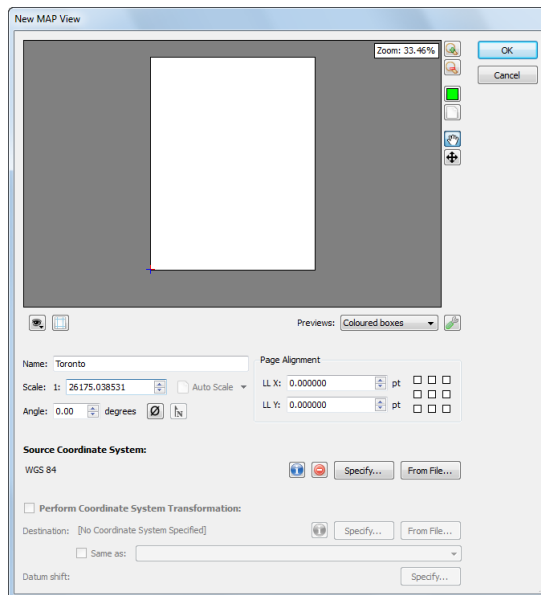 New MAP View
Zoom: 33.46%
OK
Cancel
Previews: Coloured boxes
Name: Toronto
Page Alignment
Scale: 1: 26175.038531 Auto Scale
LL X: 0.000000 pt
Angle: 0.00 degrees Ø N
LL Y: 0.000000 pt
Source Coordinate System:
WGS 84 Specify... From File...
Perform Coordinate System Transformation:
Destination: [No Coordinate System Specified] Specify... From File...
Same as:
Datum shift: Specify...